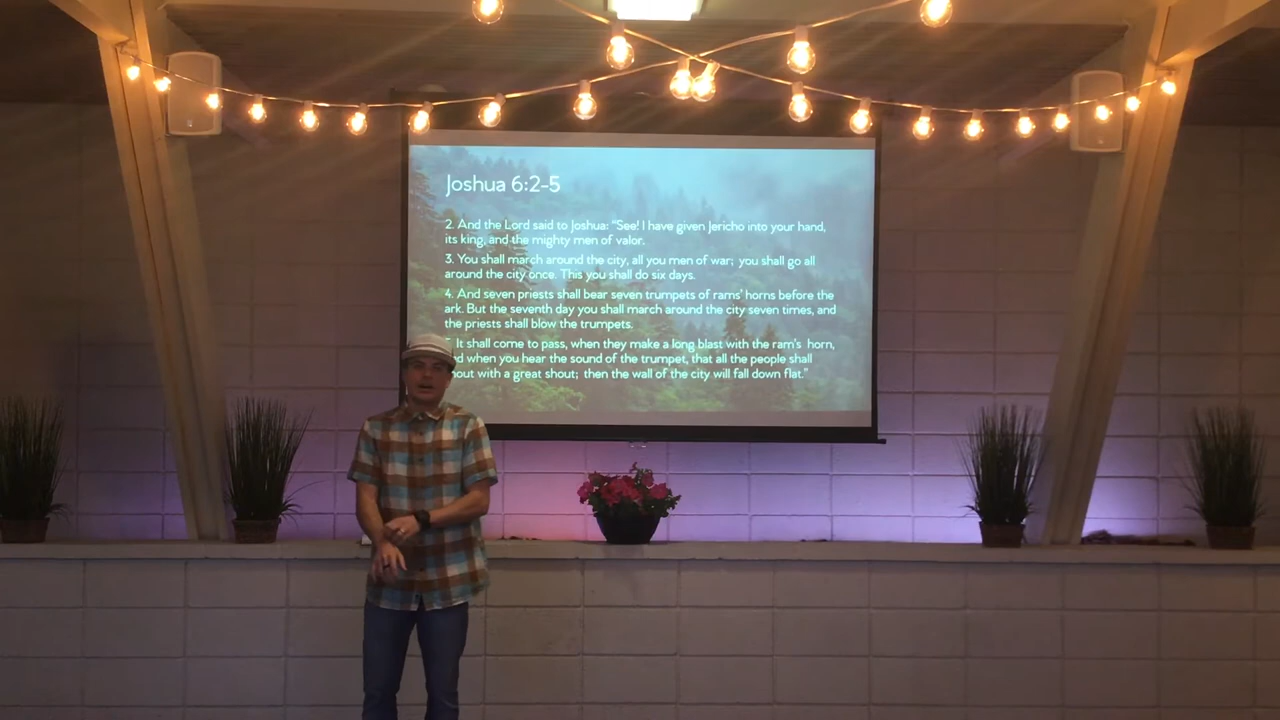 Joshua 6:2-5
2. And the Lord said to Joshua: "See! I have given Jericho into your hand,
its king, and the mighty men of valor.
3. You shall march around the city, all you men of war; you shall go all
around the city once. This you shall do six days.
4. And seven priests shall bear seven trumpets of rams' horns before the
ark. But the seventh day you shall march around the city seven times, and
the priests shall blow the trumpets.
It shall come to pass, when they make a long blast with the ram's horn,
when you hear the sound of the trumpet, that all the people shall
with a great shout; then the wall of the city will fall down flat."